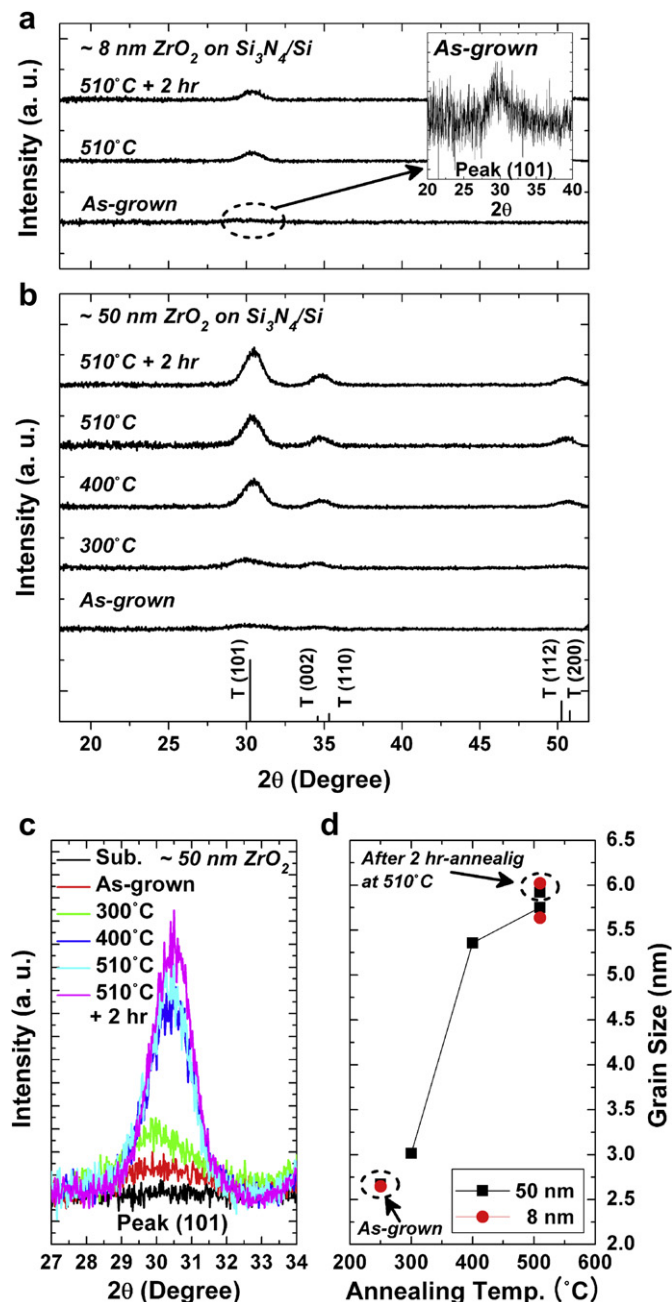 a
~ 8 nm ZrO2 on Si3N4/Si
510°C + 2 hr
510°C
As-grown
As-grown
Peak (101)
20 25 30 35 40
2θ
Intensity (a. u.)
b
~ 50 nm ZrO2 on Si3N4/Si
510°C + 2 hr
510°C
400°C
300°C
As-grown
T (101)
T (002)
T (110)
T (112)
T (200)
Intensity (a. u.)
20 25 30 35 40 45 50
2θ (Degree)
c
Sub. ~ 50 nm ZrO2
As-grown
300°C
400°C
510°C
510°C
+ 2 hr
Peak (101)
Intensity (a. u.)
27 28 29 30 31 32 33 34
2θ (Degree)
d
After 2 hr-annealig
at 510°C
As-grown
50 nm
8 nm
6.5
6.0
5.5
5.0
4.5
4.0
3.5
3.0
2.5
2.0
Grain Size (nm)
200 300 400 500 600
Annealing Temp. (°C)